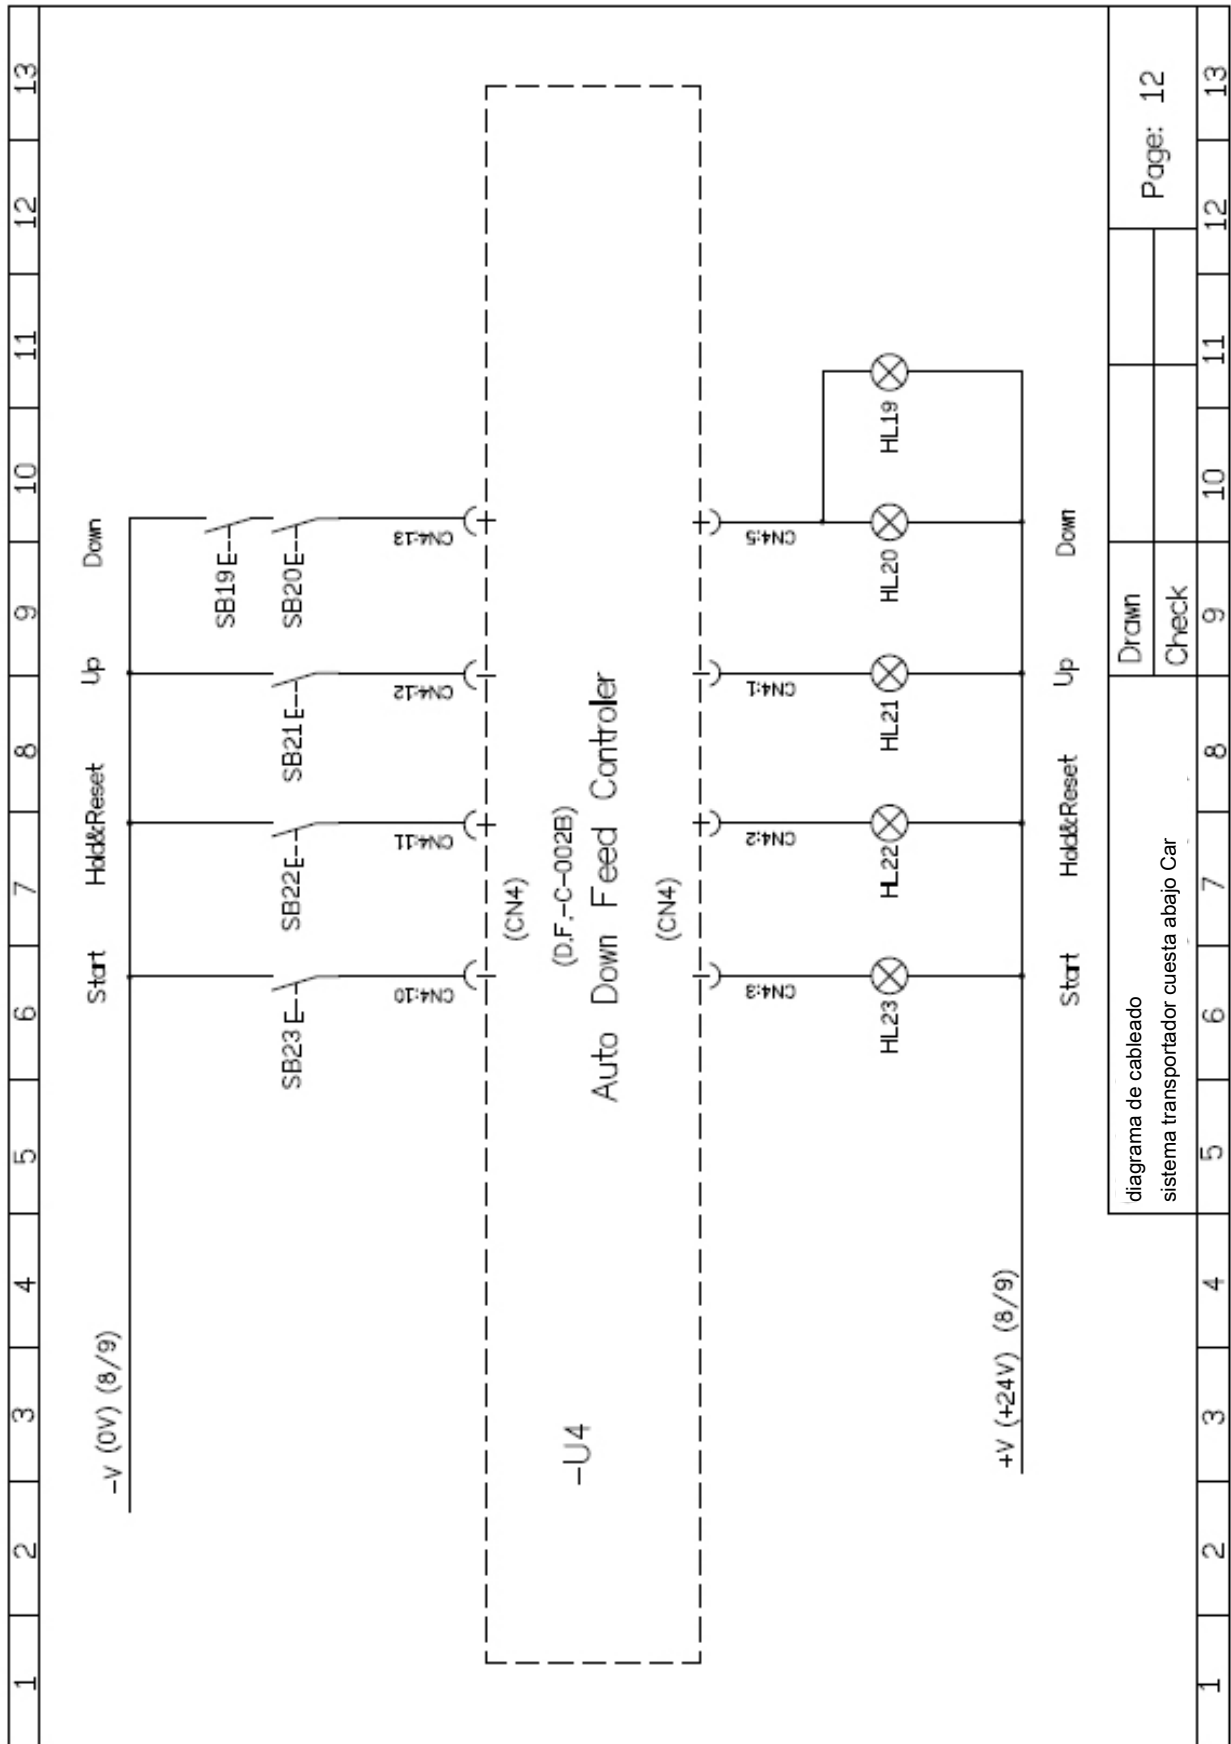 1 2 3 4 5 6 7 8 9 10 11 12 13
-V (0V) (8/9)
Start Hold&Reset Up Down
SB19
SB23 SB22 SB21 SB20
CN4:10 CN4:11 CN4:12 CN4:13
(CN4)
-U4
(D.F.-C-002B)
Auto Down Feed Controler
(CN4)
CN4:3 CN4:2 CN4:1 CN4:5
HL23 HL22 HL21 HL20 HL19
+V (+24V) (8/9)
Start Hold&Reset Up Down
diagrama de cableado
sistema transportador cuesta abajo Car
Drawn
Check
Page: 12
1 2 3 4 5 6 7 8 9 10 11 12 13